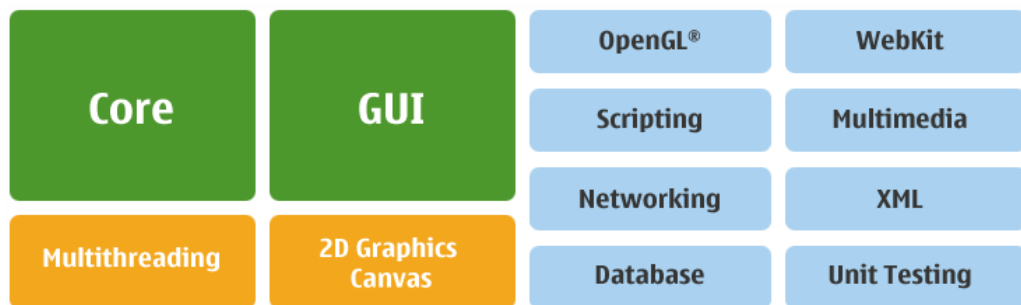 Core
GUI
Multithreading
2D Graphics
Canvas
OpenGL®
WebKit
Scripting
Multimedia
Networking
XML
Database
Unit Testing